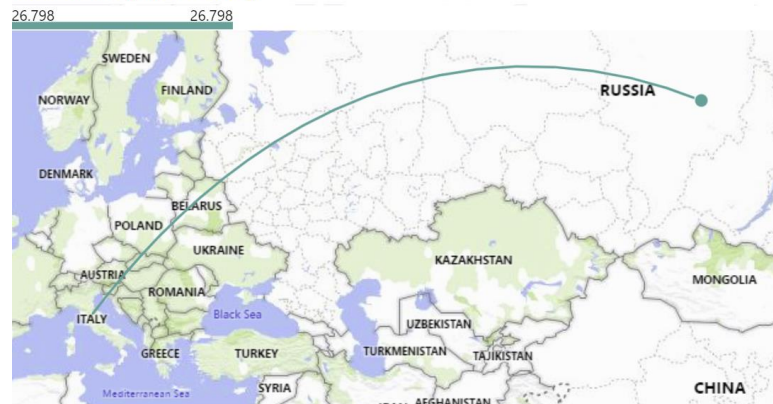 26.798 26.798
SWEDEN
NORWAY
FINLAND
RUSSIA
DENMARK
BELARUS
POLAND
UKRAINE
KAZAKHSTAN
AUSTRIA
MONGOLIA
ROMANIA
Black Sea
ITALY
UZBEKISTAN
GREECE
TURKEY
TURKMENISTAN
TAJIKISTAN
SYRIA
CHINA
Mediterranean Sea
AFGHANISTAN